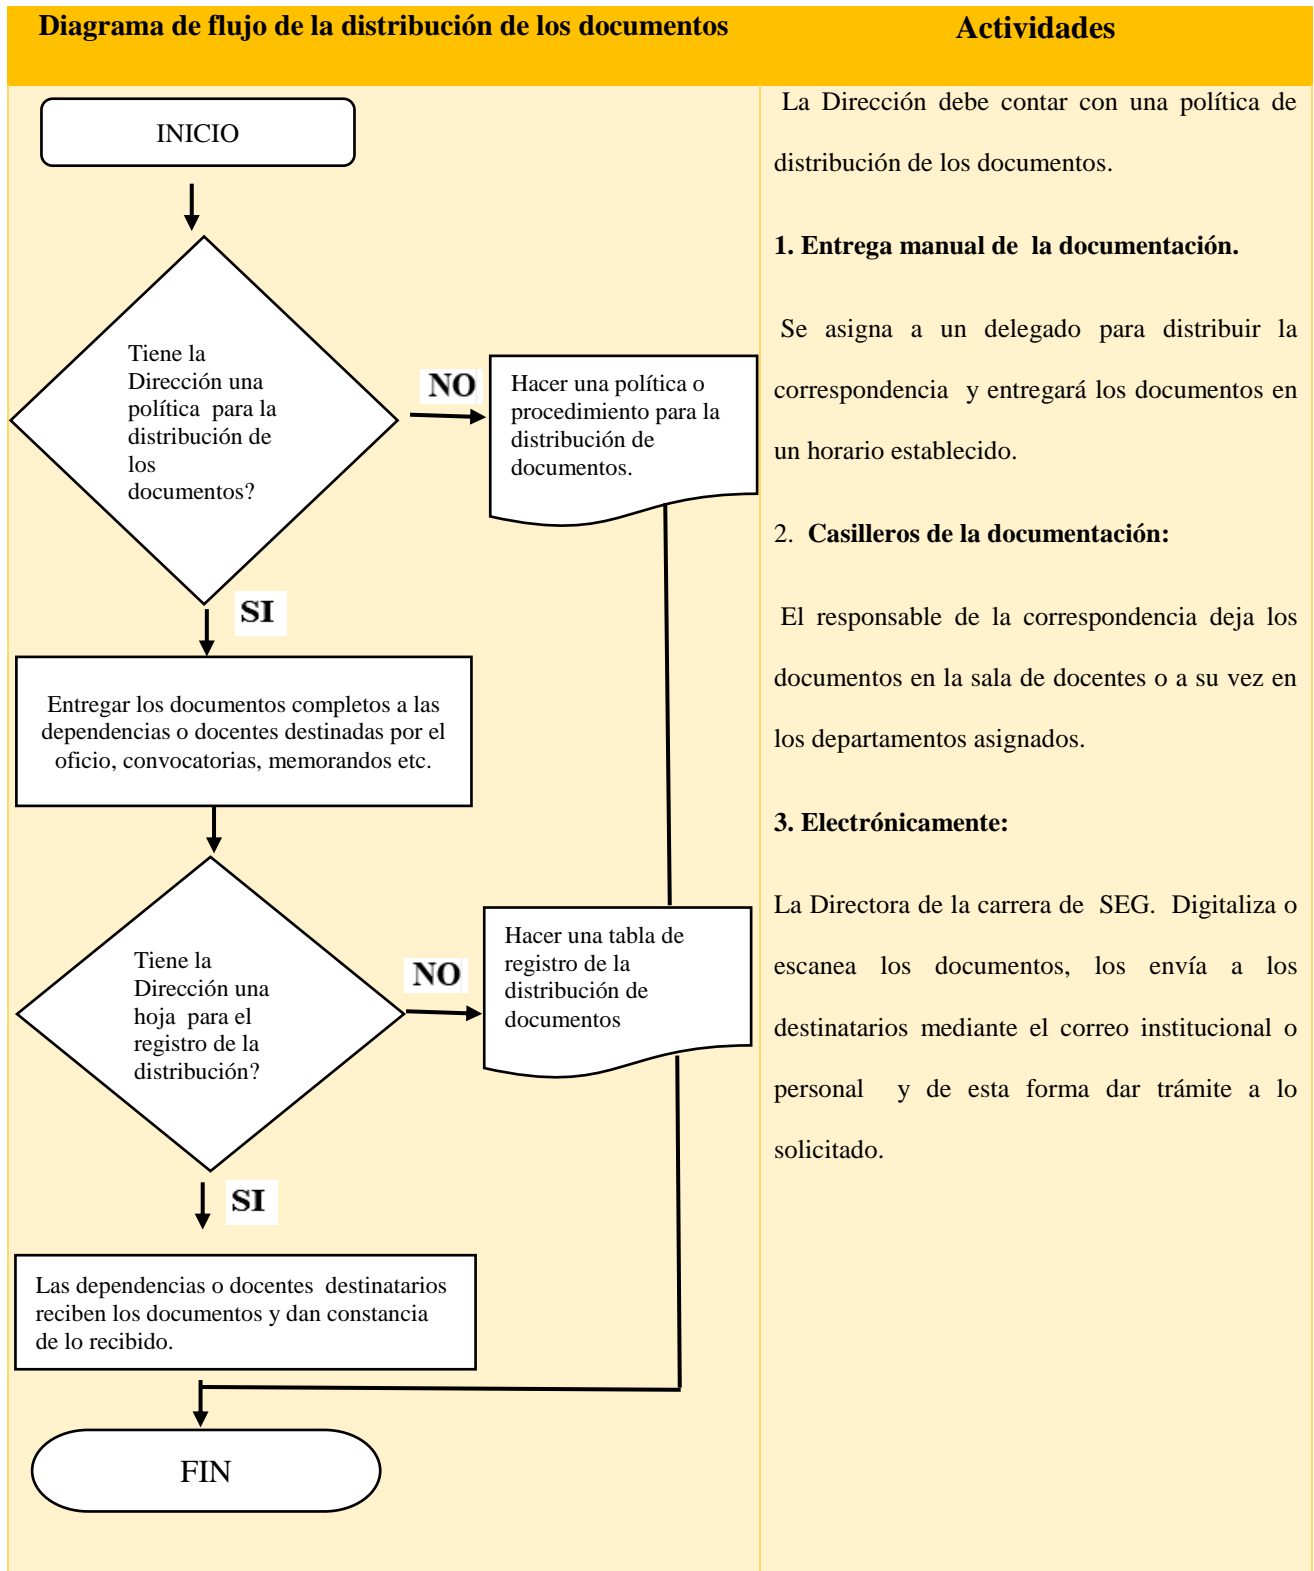 Diagrama de flujo de la distribución de los documentos
Actividades
INICIO
Tiene la
Dirección una
política para la
distribución de
los
documentos?
NO
Hacer una política o
procedimiento para la
distribución de
documentos.
SI
Entregar los documentos completos a las
dependencias o docentes destinadas por el
oficio, convocatorias, memorandos etc.
Tiene la
Dirección una
hoja para el
registro de la
distribución?
NO
Hacer una tabla de
registro de la
distribución de
documentos
SI
Las dependencias o docentes destinatarios
reciben los documentos y dan constancia
de lo recibido.
FIN
La Dirección debe contar con una política de
distribución de los documentos.
1. Entrega manual de la documentación.
Se asigna a un delegado para distribuir la
correspondencia y entregará los documentos en
un horario establecido.
2. Casilleros de la documentación:
El responsable de la correspondencia deja los
documentos en la sala de docentes o a su vez en
los departamentos asignados.
3. Electrónicamente:
La Directora de la carrera de SEG. Digitaliza o
escanea los documentos, los envía a los
destinatarios mediante el correo institucional o
personal y de esta forma dar trámite a lo
solicitado.